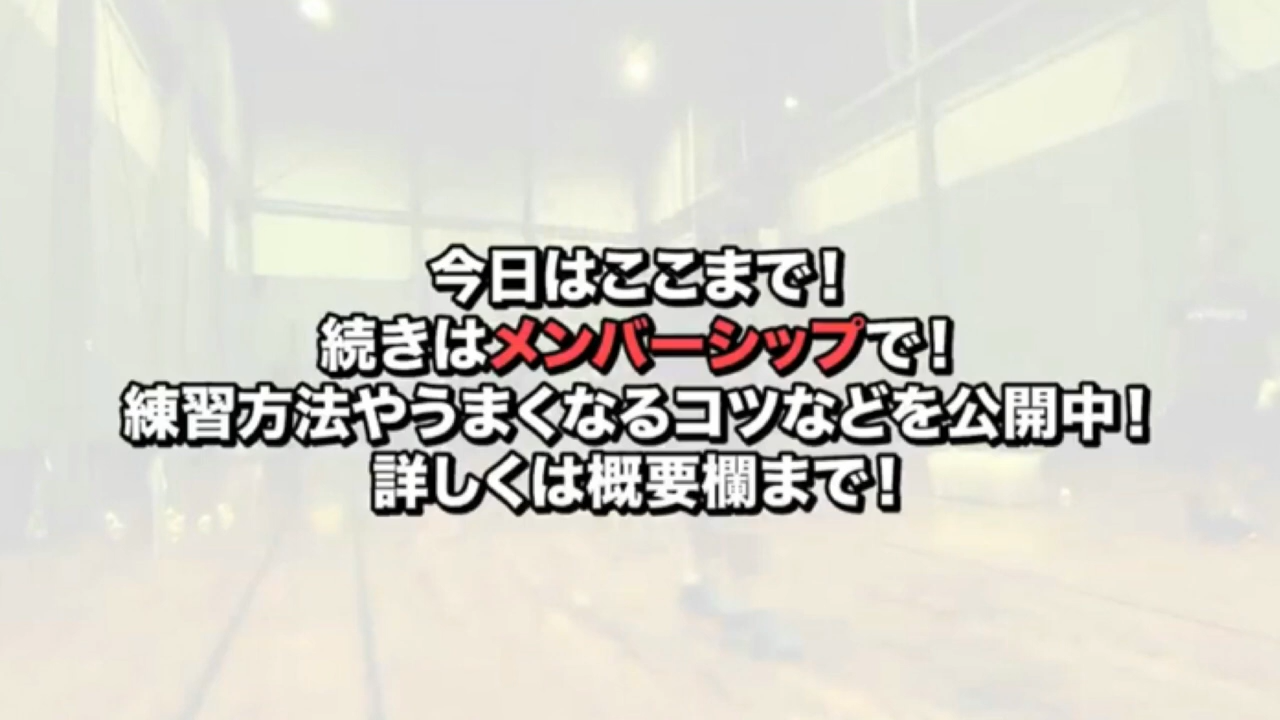 今日はここまで!
続きはメンバーシップで!
練習方法やうまくなるコツなどを公開中!
詳しくは概要欄まで!